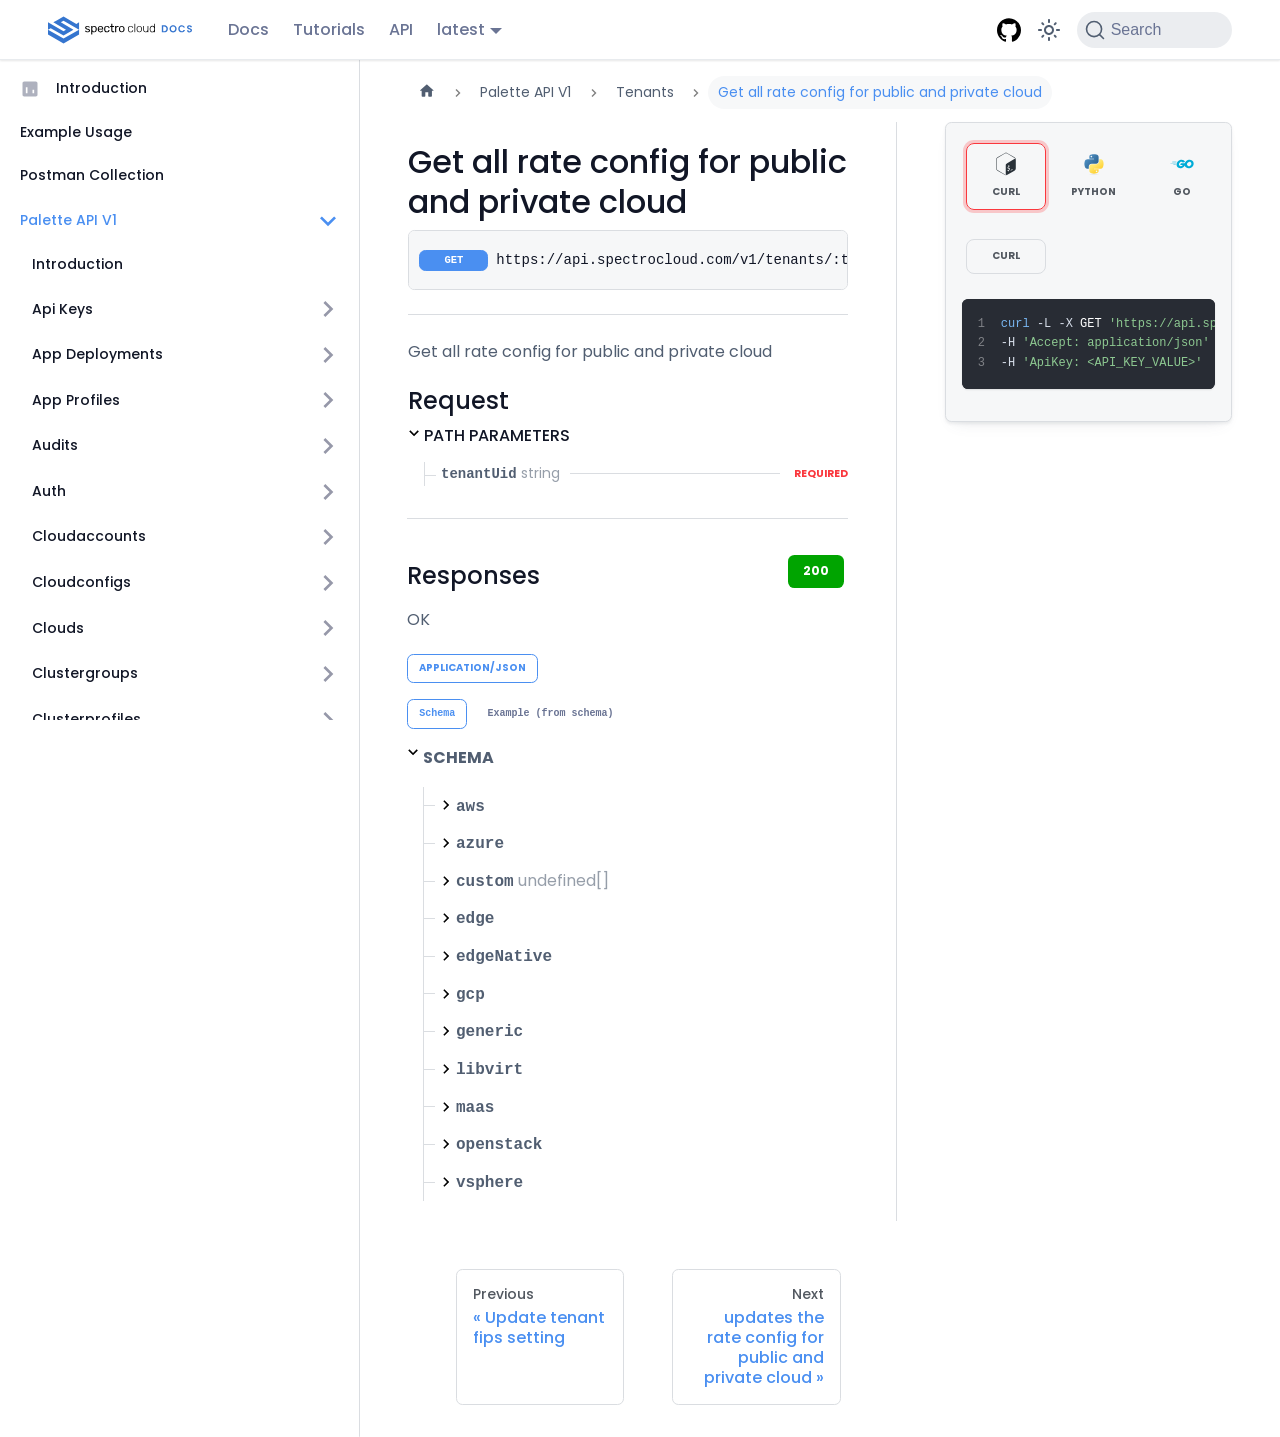 spectro cloud DOCS
Docs
Tutorials
API
latest
Search
Introduction
Example Usage
Postman Collection
Palette API V1
Introduction
Api Keys
App Deployments
App Profiles
Audits
Auth
Cloudaccounts
Cloudconfigs
Clouds
Clustergroups
Clusterprofiles
Palette API V1
Tenants
Get all rate config for public and private cloud
Get all rate config for public
and private cloud
GET https://api.spectrocloud.com/v1/tenants/:t
Get all rate config for public and private cloud
Request
PATH PARAMETERS
tenantUid string REQUIRED
Responses
200
OK
APPLICATION/JSON
Schema
Example (from schema)
SCHEMA
aws
azure
custom undefined[]
edge
edgeNative
gcp
generic
libvirt
maas
openstack
vsphere
CURL
PYTHON
GO
CURL
1 curl -L -X GET 'https://api.sp
2 -H 'Accept: application/json'
3 -H 'ApiKey: <API_KEY_VALUE>'
Previous
« Update tenant
fips setting
Next
updates the
rate config for
public and
private cloud »